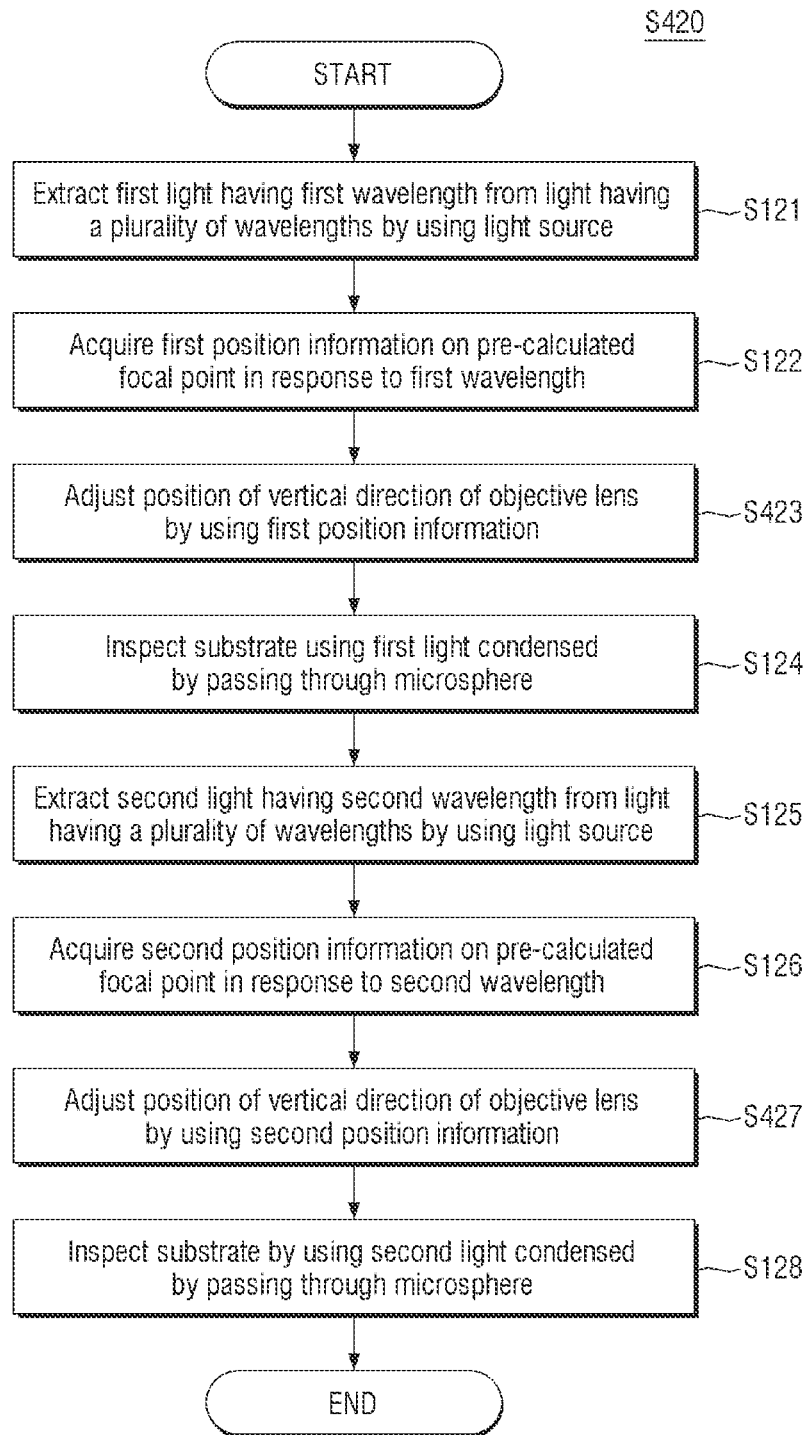 S420
START
Extract first light having first wavelength from light having
a plurality of wavelengths by using light source
S121
Acquire first position information on pre-calculated
focal point in response to first wavelength
S122
Adjust position of vertical direction of objective lens
by using first position information
S423
Inspect substrate using first light condensed
by passing through microsphere
S124
Extract second light having second wavelength from light
having a plurality of wavelengths by using light source
S125
Acquire second position information on pre-calculated
focal point in response to second wavelength
S126
Adjust position of vertical direction of objective lens
by using second position information
S427
Inspect substrate by using second light condensed
by passing through microsphere
S128
END